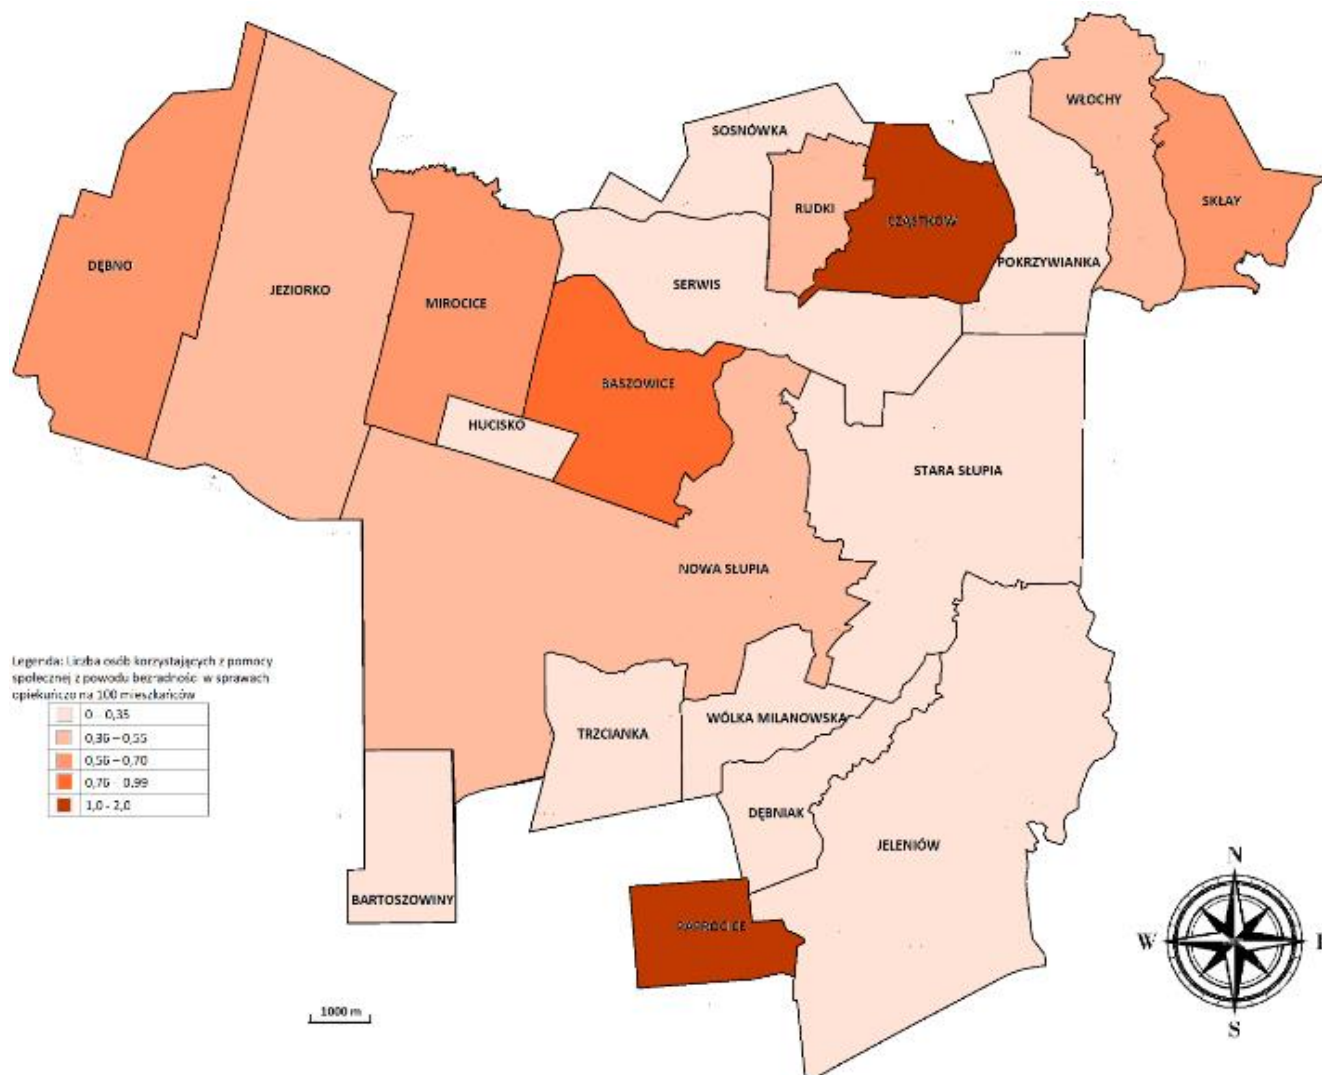 WŁOCHY
SOSNÓWKA
SKŁAY
RUDKI
CZĄSTKÓW
DĘBNO
POKRZYWIANKA
SERWIS
JEZIORKO
MIROCICE
BASZOWICE
HUCISKO
STARA SŁUPIA
NOWA SŁUPIA
Legenda: Liczba osób korzystających z pomocy
społecznej z powodu bezradności w sprawach
opiekuńczo na 100 mieszkańców
0 – 0,35
0,36 – 0,55
0,56 – 0,70
0,76 – 0,99
1,0 - 2,0
TRZCIANKA
WÓLKA MILANOWSKA
DĘBNIAK
JELENIÓW
BARTOSZOWINY
PAPROCICE
N
W
S
1000 m